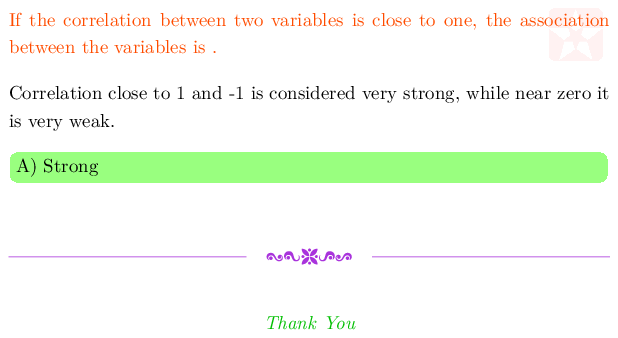 If the correlation between two variables is close to one, the association
between the variables is .
Correlation close to 1 and -1 is considered very strong, while near zero it
is very weak.
A) Strong
Thank You